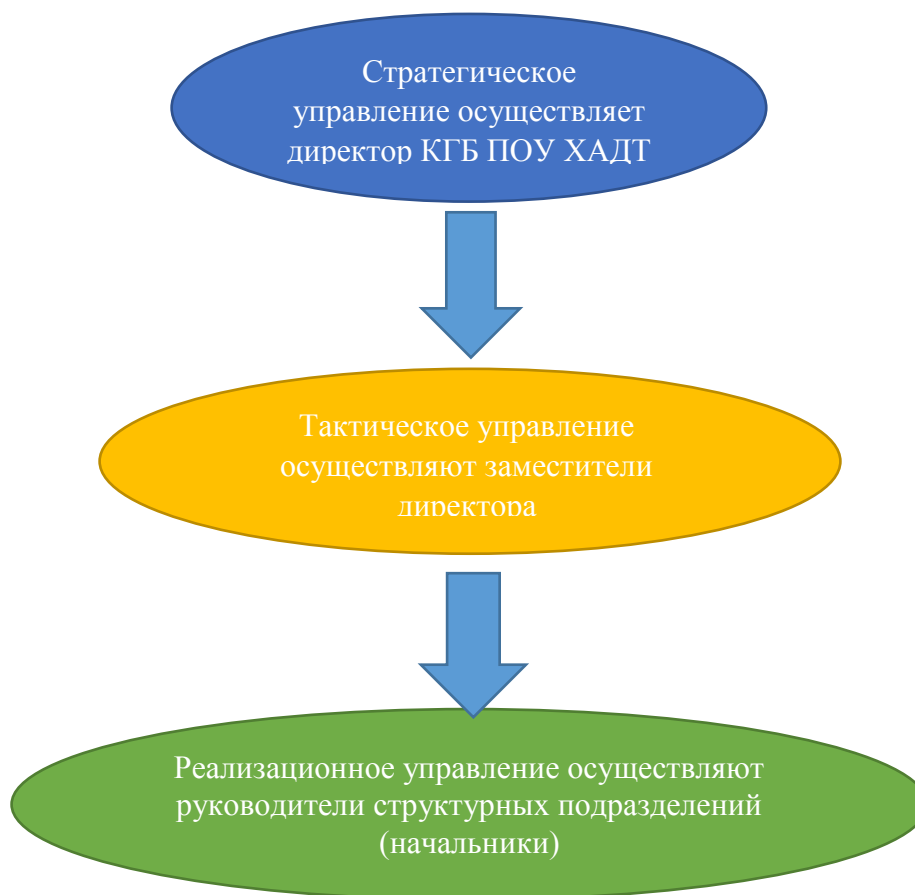 Стратегическое
управление осуществляет
директор КГБ ПОУ ХАДТ
Тактическое управление
осуществляют заместители
директора
Реализационное управление осуществляют
руководители структурных подразделений
(начальники)